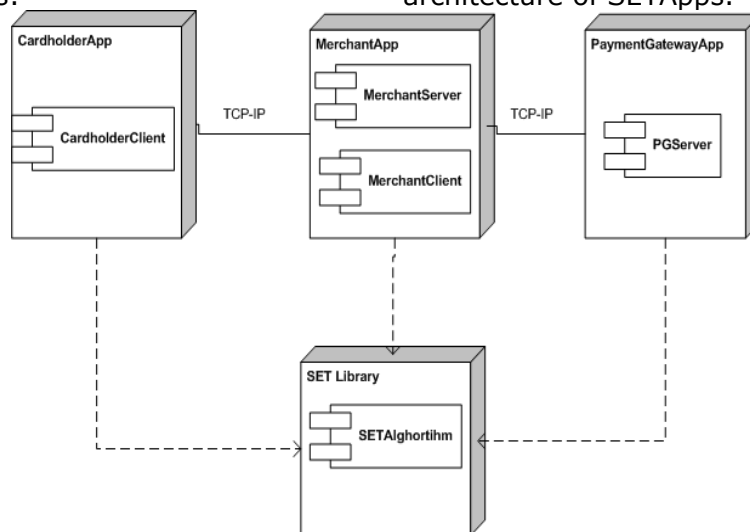 s.
architecture of SETApps.
CardholderApp
MerchantApp
PaymentGatewayApp
MerchantServer
TCP-IP
TCP-IP
CardholderClient
PGServer
MerchantClient
SET Library
SETAlghortihm